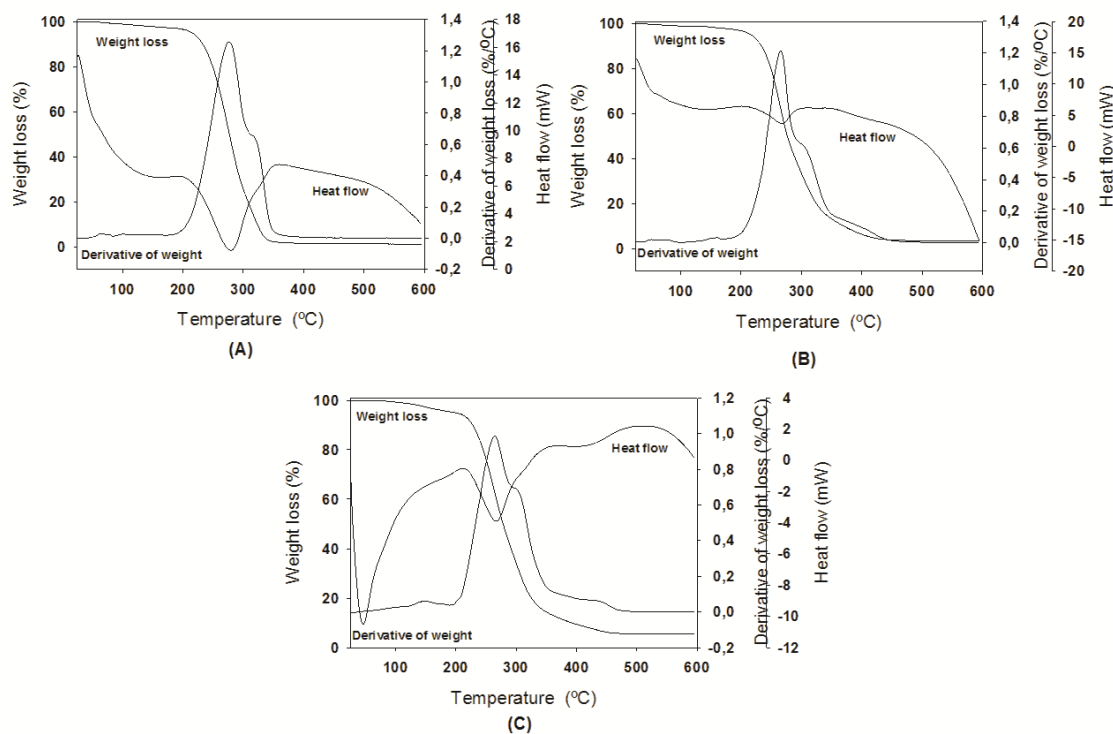 100
80
60
40
20
0
Weight loss (%)
Weight loss
Heat flow
Derivative of weight
100 200 300 400 500 600
Temperature (ºC)
1,4
1,2
1,0
0,8
0,6
0,4
0,2
0,0
-0,2
Derivative of weight loss (%/ºC)
18
16
14
12
10
8
6
4
2
0
Heat flow (mW)
(A)
100
80
60
40
20
0
Weight loss (%)
Weight loss
Heat flow
Derivative of weight
100 200 300 400 500 600
Temperature (ºC)
1,4
1,2
1,0
0,8
0,6
0,4
0,2
0,0
-0,2
Derivative of weight loss (%/ºC)
20
15
10
5
0
-5
-10
-15
-20
Heat flow (mW)
(B)
100
80
60
40
20
0
Weight loss (%)
Weight loss
Heat flow
Derivative of weight
100 200 300 400 500 600
Temperature (ºC)
1,2
1,0
0,8
0,6
0,4
0,2
0,0
-0,2
Derivative of weight loss (%/ºC)
4
2
0
-2
-4
-6
-8
-10
-12
Heat flow (mW)
(C)